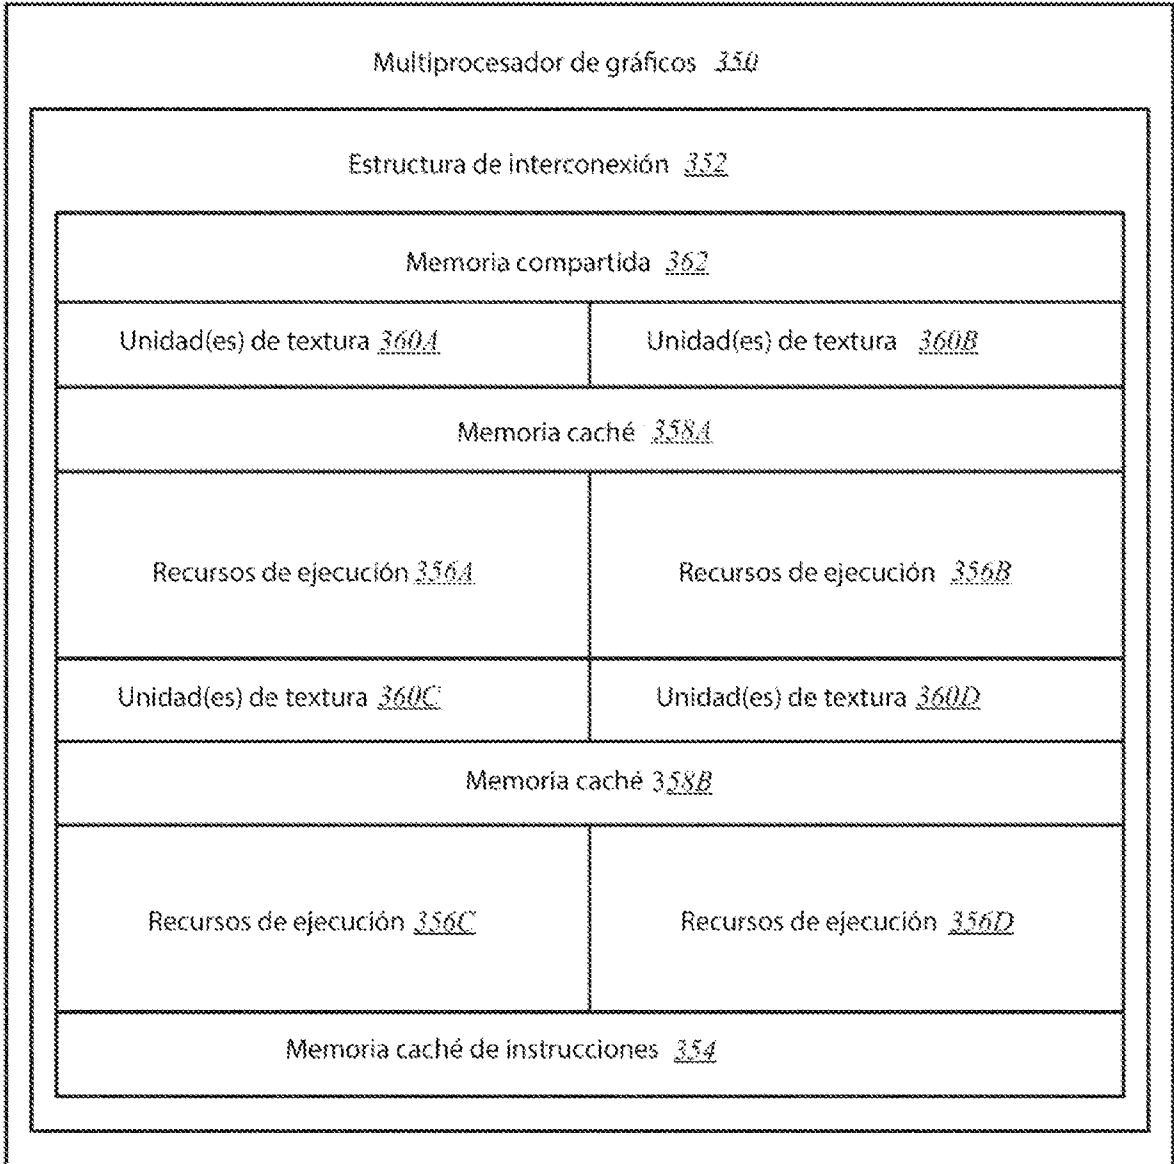 Multiprocesador de gráficos 350
Estructura de interconexión 352
Memoria compartida 362
Unidad(es) de textura 360A
Unidad(es) de textura 360B
Memoria caché 358A
Recursos de ejecución 356A
Recursos de ejecución 356B
Unidad(es) de textura 360C
Unidad(es) de textura 360D
Memoria caché 358B
Recursos de ejecución 356C
Recursos de ejecución 356D
Memoria caché de instrucciones 354